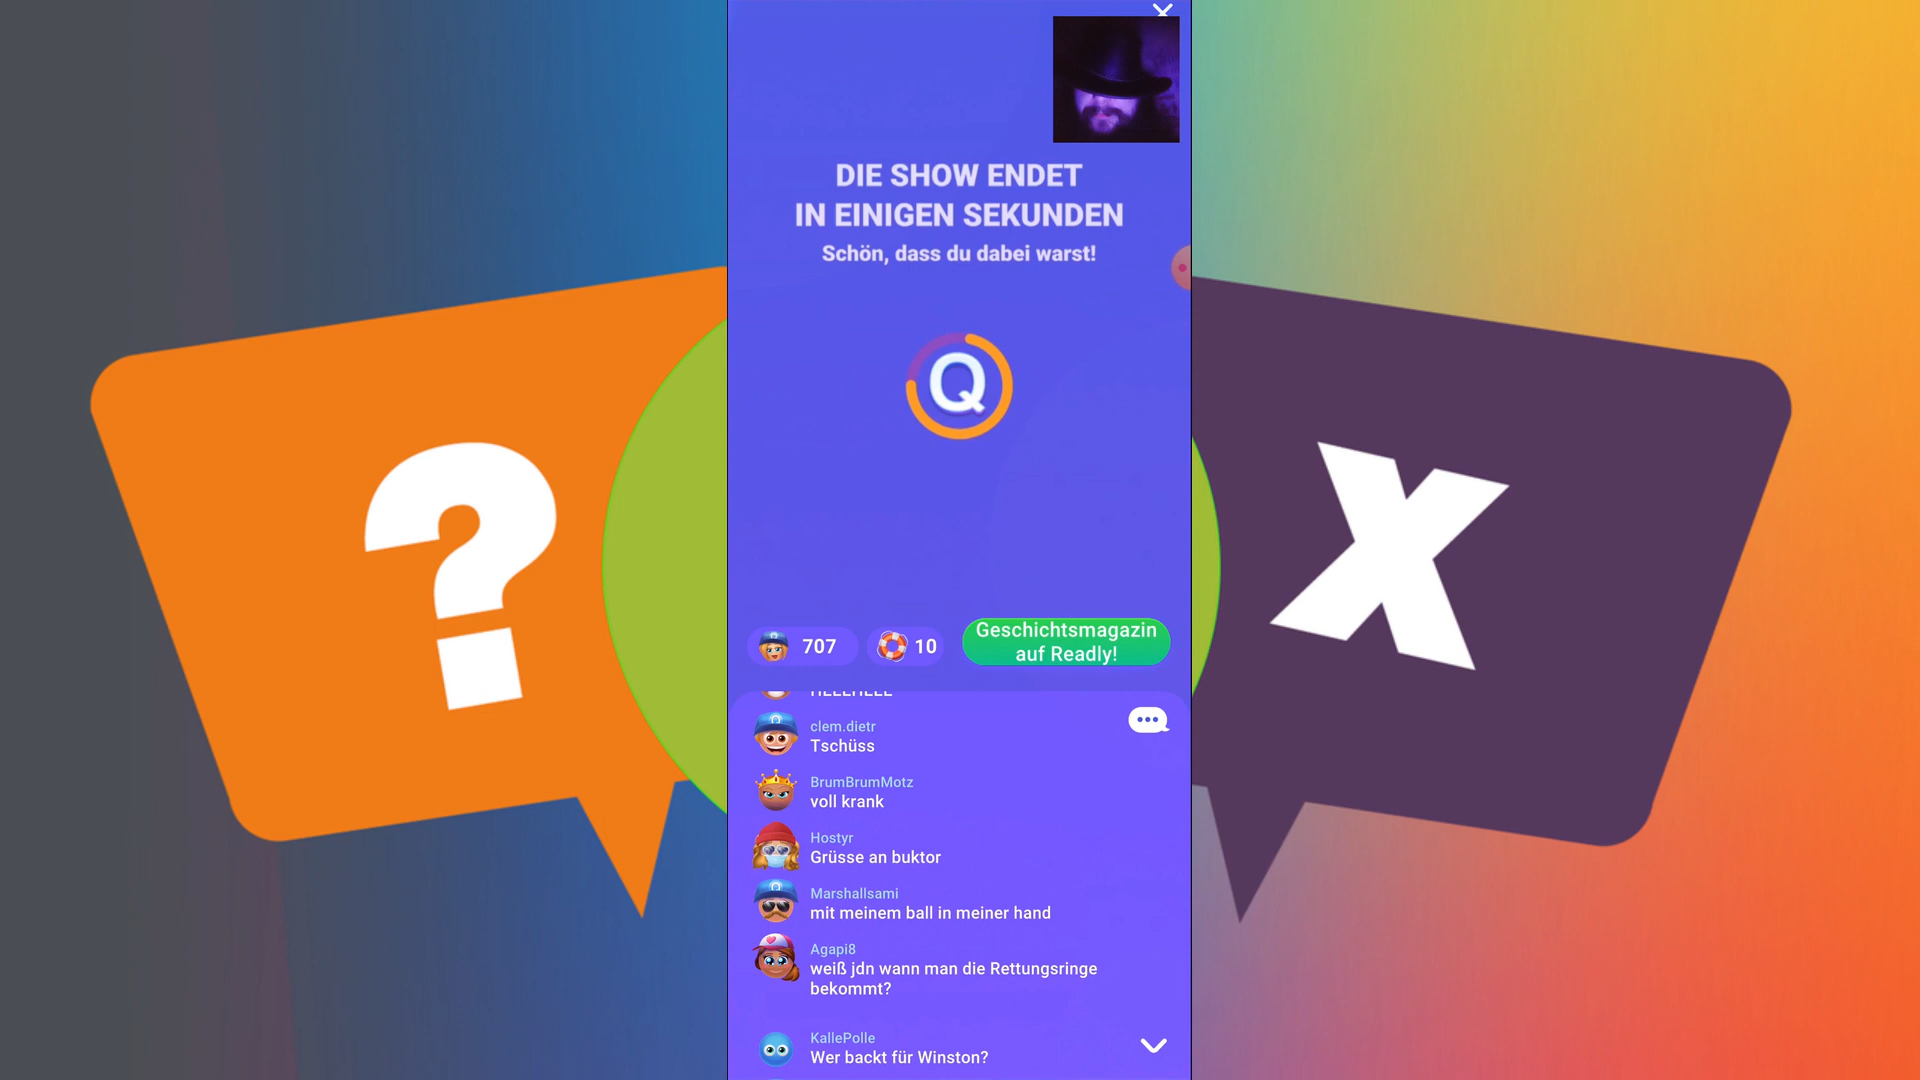 DIE SHOW ENDET
IN EINIGEN SEKUNDEN
Schön, dass du dabei warst!
Q
?
X
707
10
Geschichtsmagazin
auf Readly!
clem.dietr
Tschüss
BrumBrumMotz
voll krank
Hostyr
Grüsse an buktor
Marshallsami
mit meinem ball in meiner hand
Agapi8
weiß jdn wann man die Rettungsringe
bekommt?
KallePolle
Wer backt für Winston?